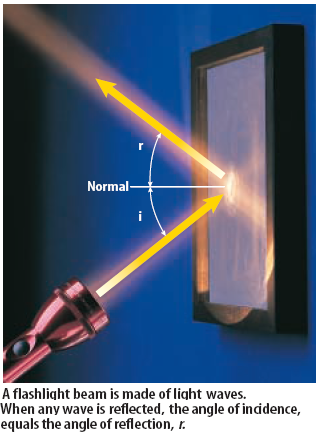 r
Normal
i
A flashlight beam is made of light waves.
When any wave is reflected, the angle of incidence,
equals the angle of reflection, r.